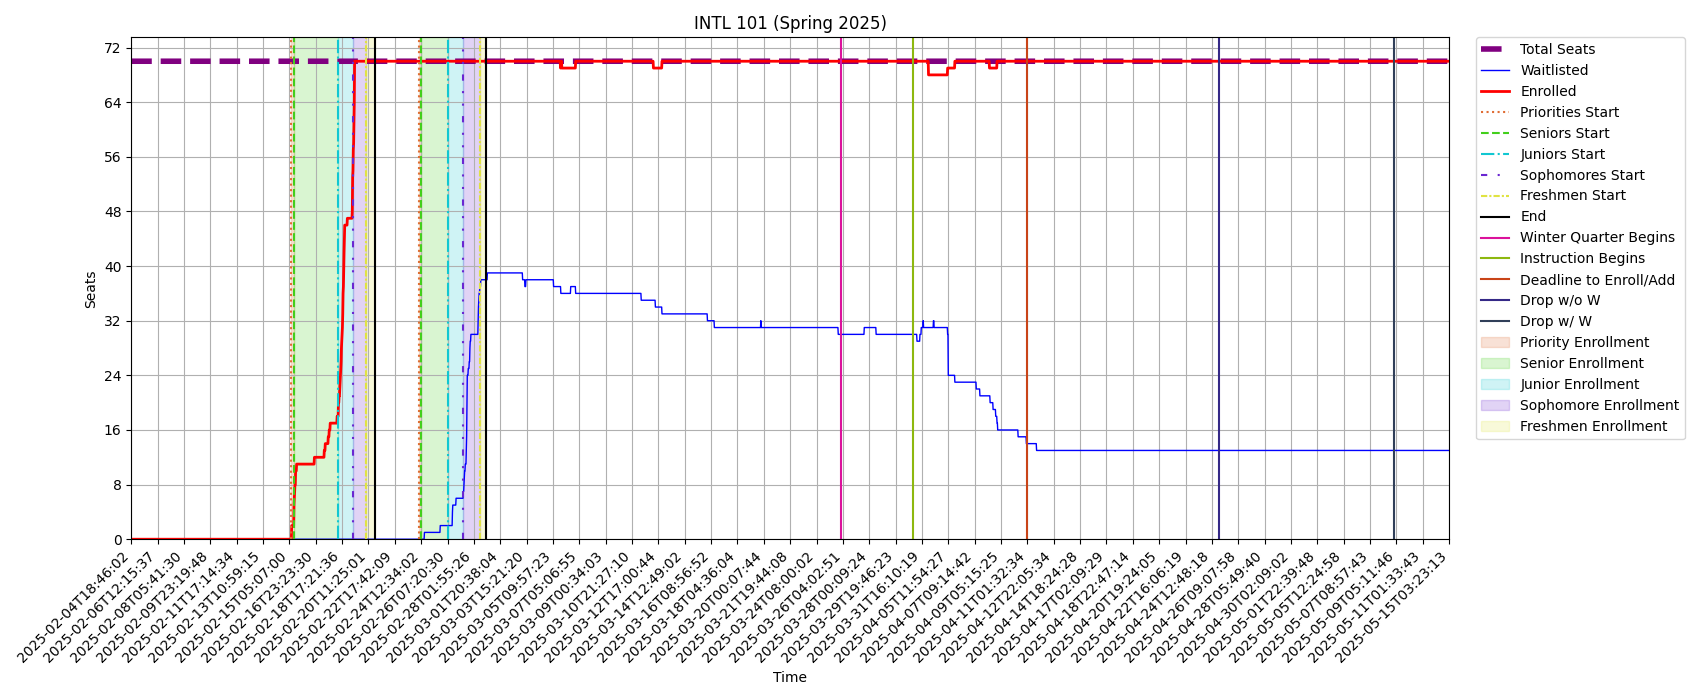 INTL 101 (Spring 2025)
72
64
56
48
40
32
24
16
8
0
Seats
2025-02-04T18:46:02
2025-02-06T12:15:37
2025-02-08T05:41:30
2025-02-09T23:19:48
2025-02-11T17:14:34
2025-02-13T10:59:15
2025-02-15T05:07:00
2025-02-16T23:23:30
2025-02-18T17:21:36
2025-02-20T11:25:01
2025-02-22T17:42:09
2025-02-24T12:34:02
2025-02-26T07:20:30
2025-02-28T01:55:26
2025-03-01T20:38:04
2025-03-03T15:21:20
2025-03-05T09:57:23
2025-03-07T05:06:55
2025-03-09T00:34:03
2025-03-10T21:27:10
2025-03-12T17:00:44
2025-03-14T12:49:02
2025-03-16T08:56:52
2025-03-18T04:36:04
2025-03-20T00:07:44
2025-03-21T19:44:08
2025-03-24T08:00:02
2025-03-26T04:02:51
2025-03-28T00:09:24
2025-03-29T19:46:23
2025-03-31T16:10:19
2025-04-05T11:54:27
2025-04-07T09:14:42
2025-04-09T05:15:25
2025-04-11T01:32:34
2025-04-12T22:05:34
2025-04-14T18:24:28
2025-04-17T02:09:29
2025-04-18T22:47:14
2025-04-20T19:24:05
2025-04-22T16:06:19
2025-04-24T12:48:18
2025-04-26T09:07:58
2025-04-28T05:49:40
2025-04-30T02:09:02
2025-05-01T22:39:48
2025-05-05T12:24:58
2025-05-07T08:57:43
2025-05-09T05:11:46
2025-05-11T01:33:43
2025-05-15T03:23:13
Time
Total Seats
Waitlisted
Enrolled
Priorities Start
Seniors Start
Juniors Start
Sophomores Start
Freshmen Start
End
Winter Quarter Begins
Instruction Begins
Deadline to Enroll/Add
Drop w/o W
Drop w/ W
Priority Enrollment
Senior Enrollment
Junior Enrollment
Sophomore Enrollment
Freshmen Enrollment